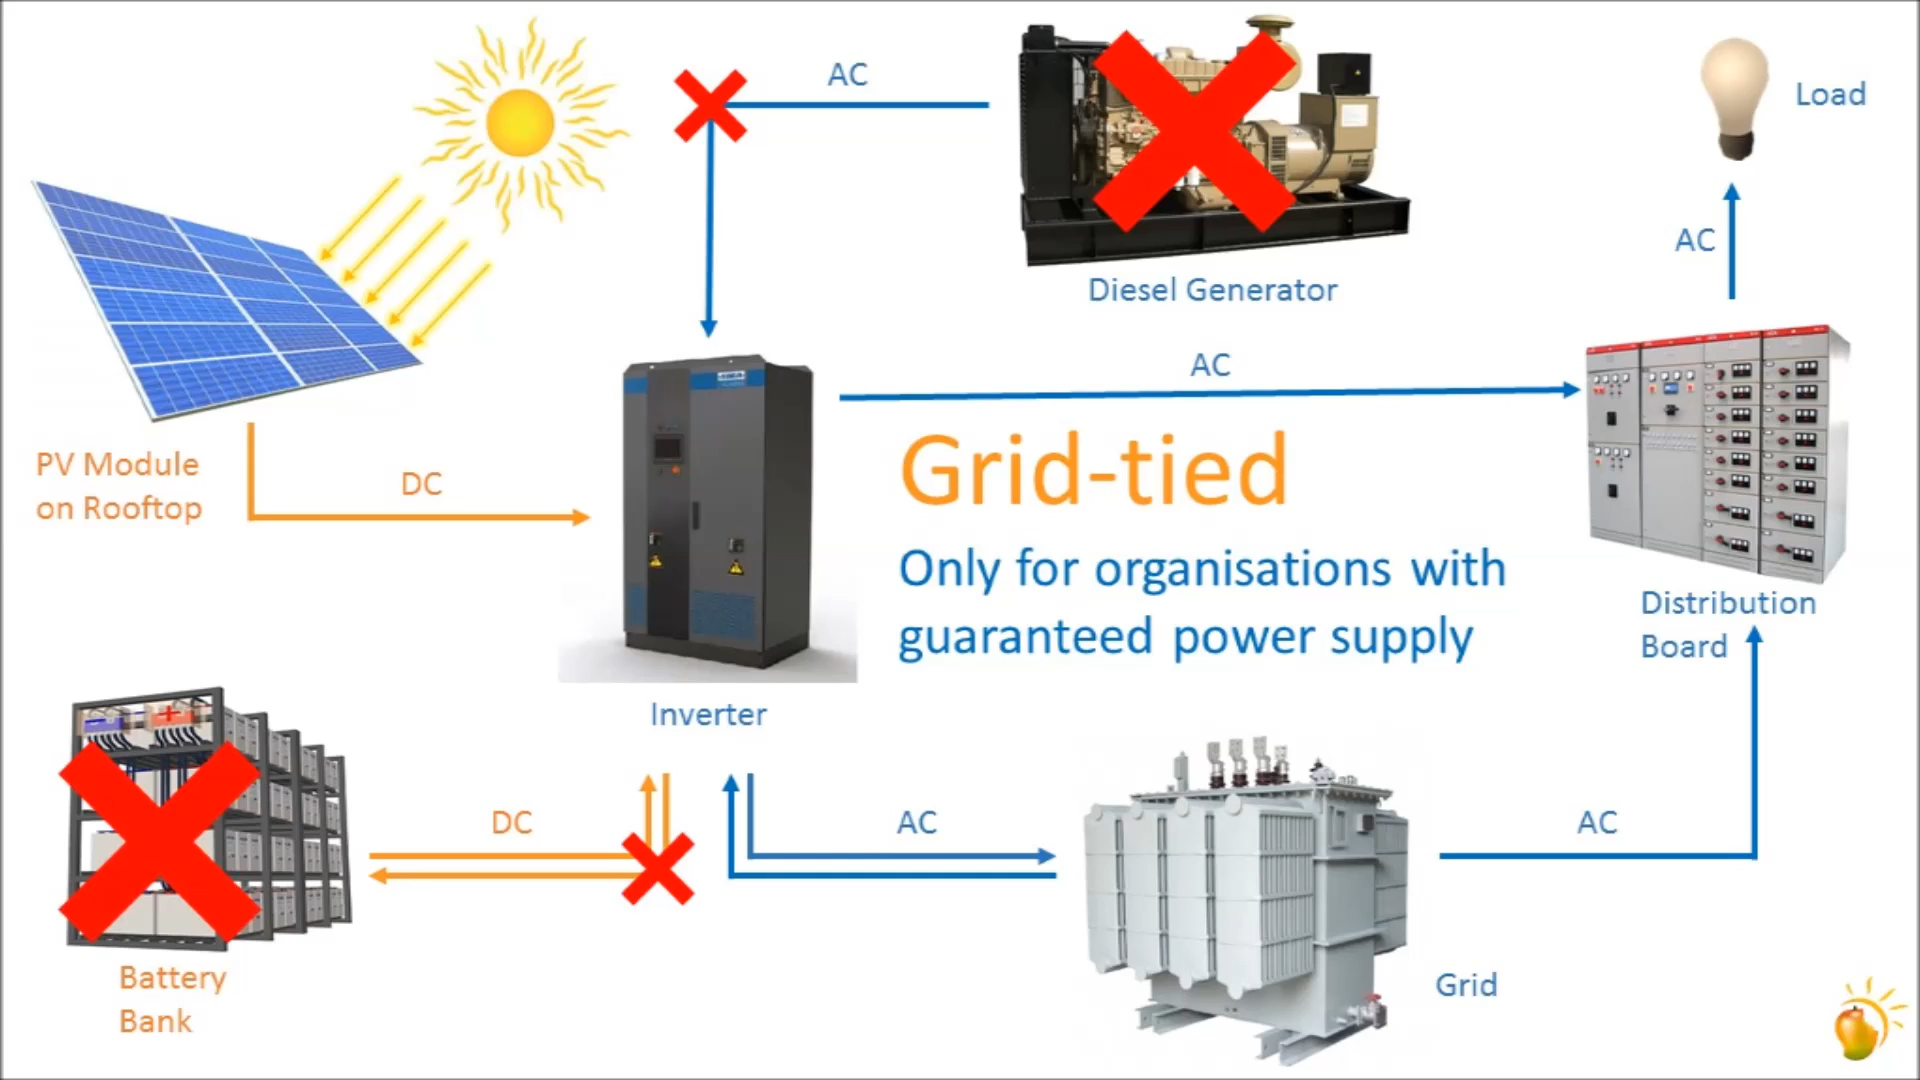 AC
Load
AC
Diesel Generator
AC
PV Module
on Rooftop
DC
Grid-tied
Only for organisations with
guaranteed power supply
Distribution
Board
Inverter
DC
AC
AC
Battery
Bank
Grid